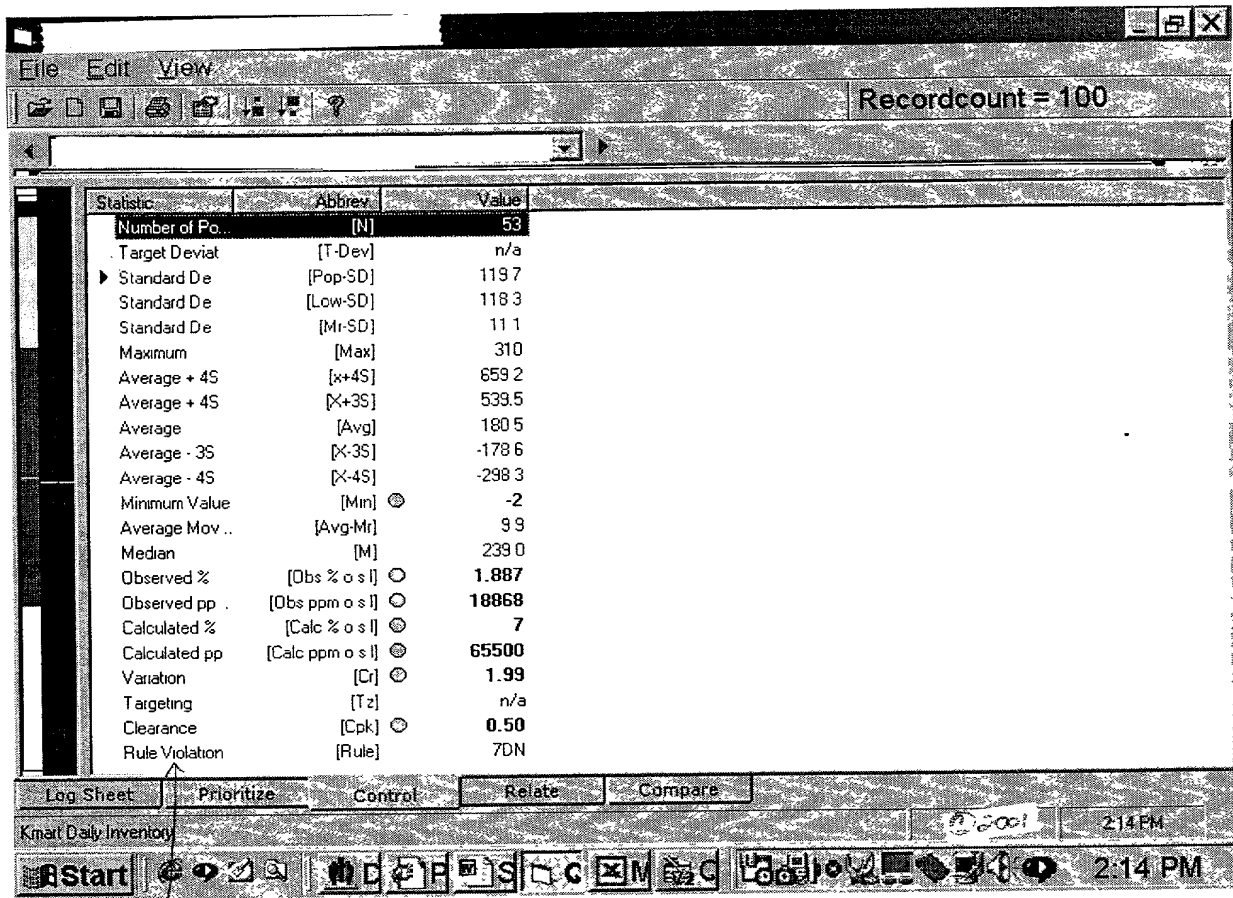 File Edit View
Recordcount = 100
Statistic Abbrev Value
Number of Po... [N] 53
Target Deviat [T-Dev] n/a
Standard De [Pop-SD] 119 7
Standard De [Low-SD] 118 3
Standard De [Mr-SD] 11 1
Maximum [Max] 310
Average + 4S [x+4S] 659 2
Average + 4S [X+3S] 539.5
Average [Avg] 180 5
Average - 3S [X-3S] -178 6
Average - 4S [X-4S] -298 3
Minimum Value [Min] -2
Average Mov .. [Avg-Mr] 9 9
Median [M] 239 0
Observed % [Obs % o s l] 1.887
Observed pp . [Obs ppm o s l] 18868
Calculated % [Calc % o s l] 7
Calculated pp [Calc ppm o s l] 65500
Variation [Cr] 1.99
Targeting [Tz] n/a
Clearance [Cpk] 0.50
Rule Violation [Rule] 7DN
Log Sheet Prioritize Control Relate Compare
Kmart Daily Inventory ©2001 2:14 PM
Start D P S C M C 2:14 PM